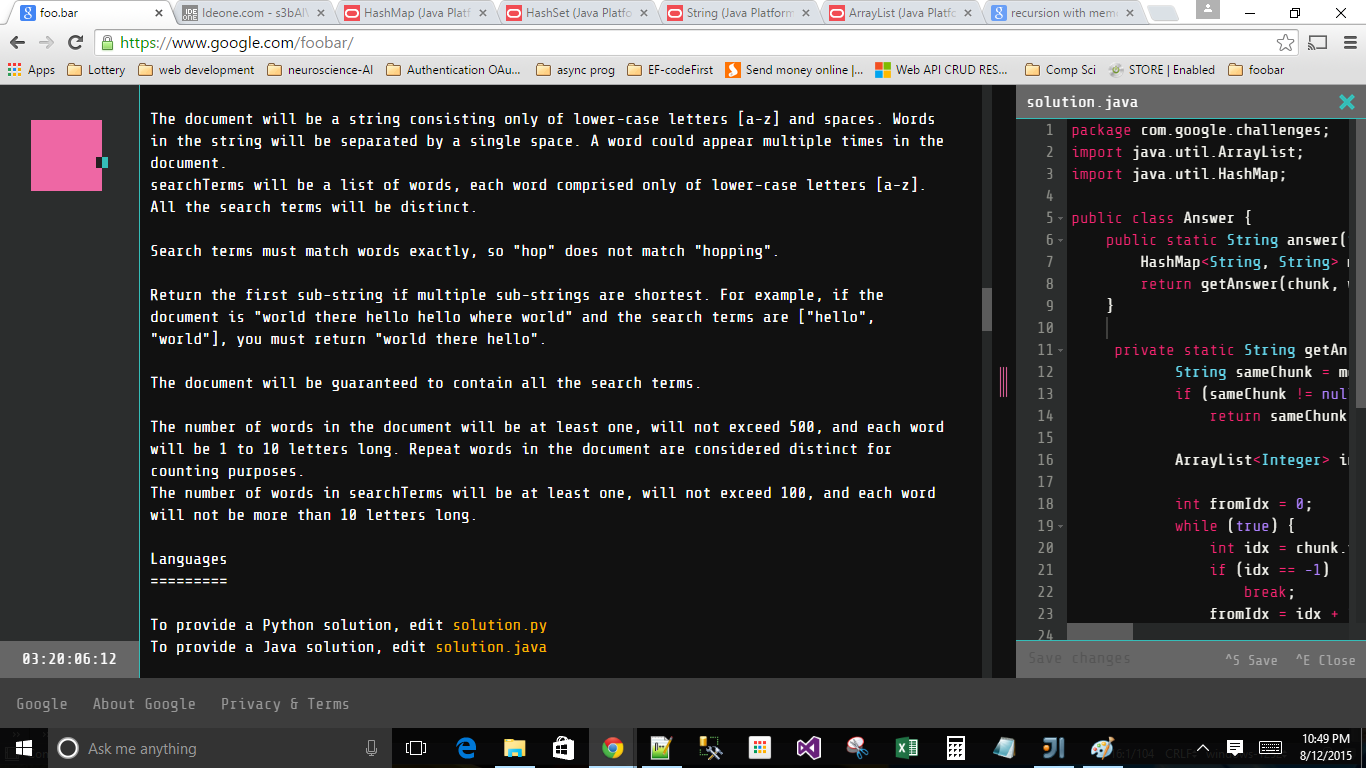 foo.bar
Ideone.com - s3bAl
HashMap (Java Platf
HashSet (Java Platfo
String (Java Platform
ArrayList (Java Platfo
recursion with mem
https://www.google.com/foobar/
Apps Lottery web development neuroscience-AI Authentication OAu... async prog EF-codeFirst Send money online |... Web API CRUD RES... Comp Sci STORE | Enabled foobar
The document will be a string consisting only of lower-case letters [a-z] and spaces. Words
in the string will be separated by a single space. A word could appear multiple times in the
document.
searchTerms will be a list of words, each word comprised only of lower-case letters [a-z].
All the search terms will be distinct.
Search terms must match words exactly, so "hop" does not match "hopping".
Return the first sub-string if multiple sub-strings are shortest. For example, if the
document is "world there hello hello where world" and the search terms are ["hello",
"world"], you must return "world there hello".
The document will be guaranteed to contain all the search terms.
The number of words in the document will be at least one, will not exceed 500, and each word
will be 1 to 10 letters long. Repeat words in the document are considered distinct for
counting purposes.
The number of words in searchTerms will be at least one, will not exceed 100, and each word
will not be more than 10 letters long.
Languages
=========
To provide a Python solution, edit solution.py
To provide a Java solution, edit solution.java
03:20:06:12
solution.java
1 package com.google.challenges;
2 import java.util.ArrayList;
3 import java.util.HashMap;
4
5 public class Answer {
6 public static String answer(
7 HashMap<String, String>
8 return getAnswer(chunk,
9 }
10
11 private static String getAn
12 String sameChunk = m
13 if (sameChunk != nul
14 return sameChunk
15
16 ArrayList<Integer> i
17
18 int fromIdx = 0;
19 while (true) {
20 int idx = chunk.
21 if (idx == -1)
22 break;
23 fromIdx = idx +
24
Save changes ^S Save ^E Close
Google About Google Privacy & Terms
Ask me anything
10:49 PM
8/12/2015